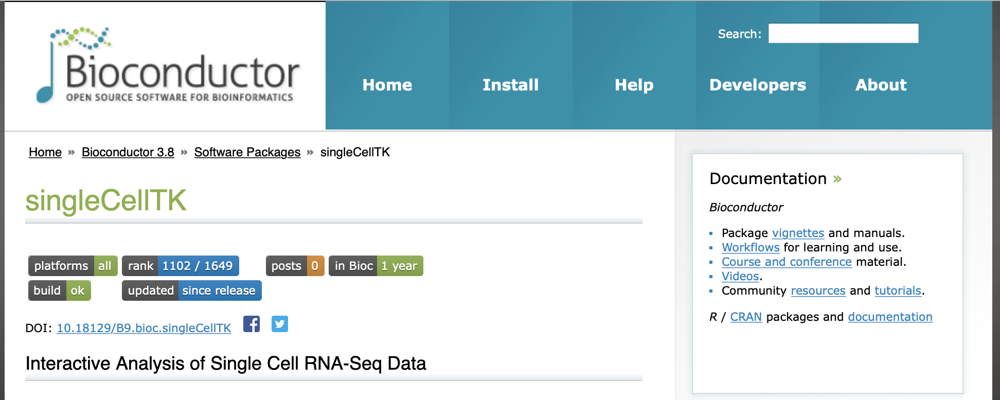 Bioconductor
OPEN SOURCE SOFTWARE FOR BIOINFORMATICS
Search:
Home Install Help Developers About
Home » Bioconductor 3.8 » Software Packages » singleCellTK
singleCellTK
platforms all rank 1102 / 1649 posts 0 in Bioc 1 year
build ok updated since release
DOI: 10.18129/B9.bioc.singleCellTK
Interactive Analysis of Single Cell RNA-Seq Data
Documentation »
Bioconductor
Package vignettes and manuals.
Workflows for learning and use.
Course and conference material.
Videos.
Community resources and tutorials.
R / CRAN packages and documentation